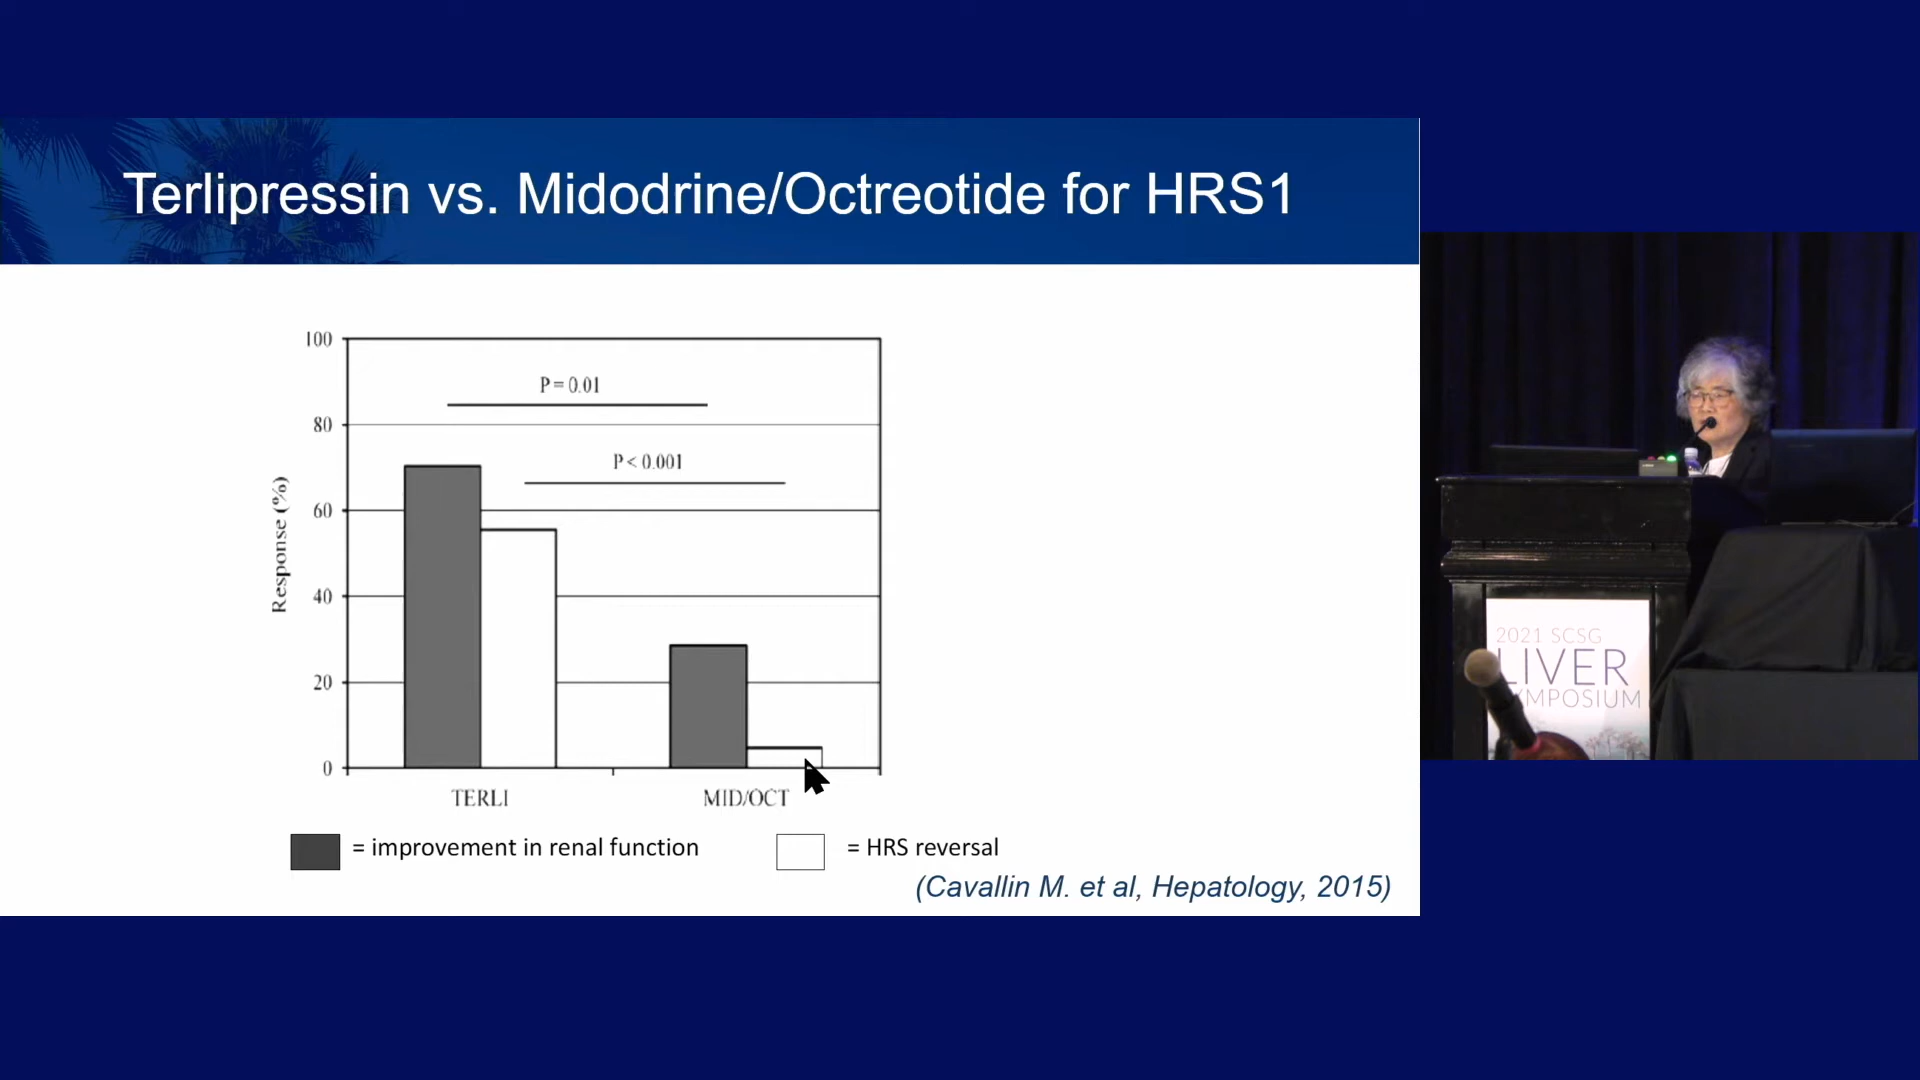 Terlipressin vs. Midodrine/Octreotide for HRS1
100
P = 0.01
80
P < 0.001
60
Response (%)
40
20
0
TERLI
MID/OCT
= improvement in renal function
= HRS reversal
(Cavallin M. et al, Hepatology, 2015)
2021 SCSG
LIVER
YMPOSIUM